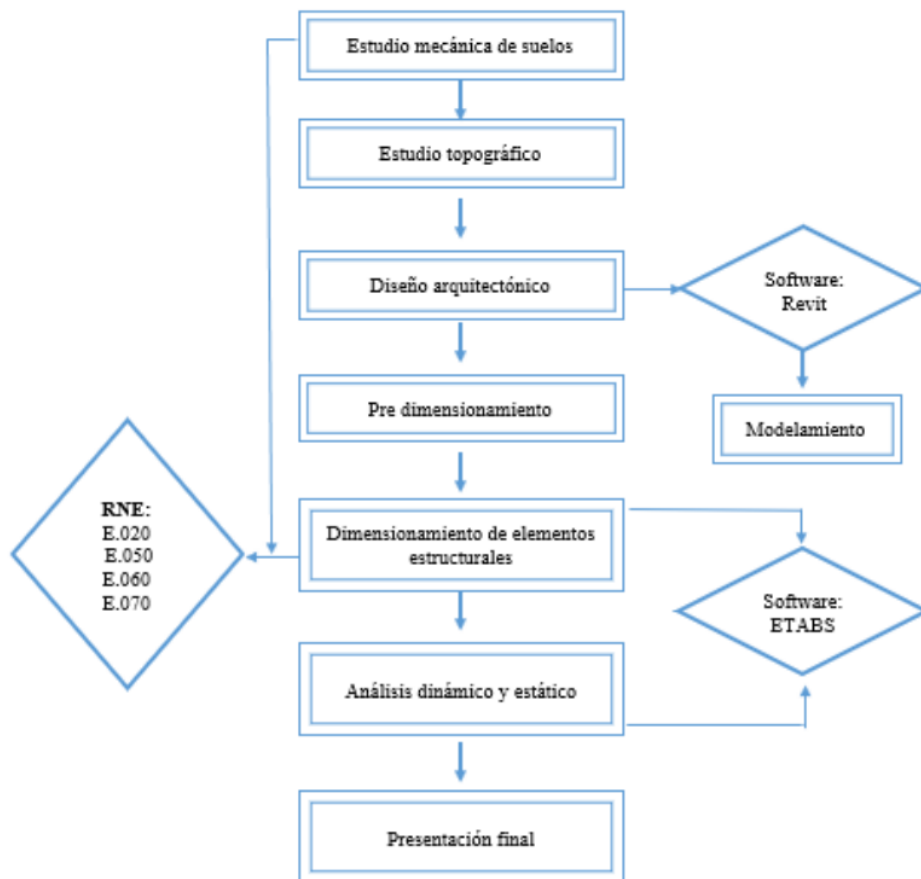 Estudio mecánica de suelos
Estudio topográfico
Diseño arquitectónico
Software:
Revit
Pre dimensionamiento
Modelamiento
RNE:
E.020
E.050
E.060
E.070
Dimensionamiento de elementos
estructurales
Software:
ETABS
Análisis dinámico y estático
Presentación final